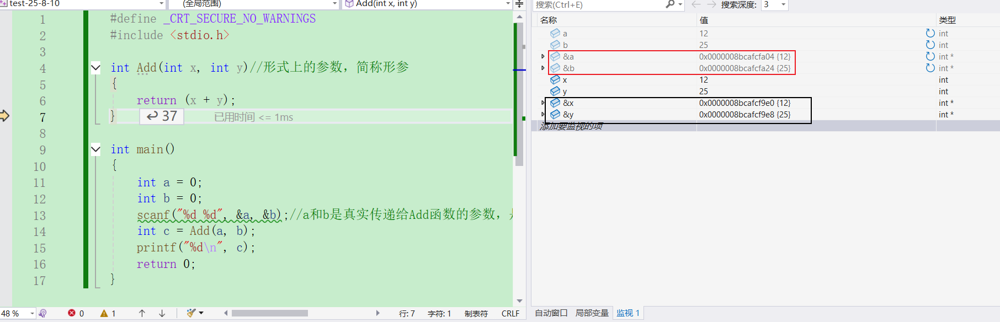 test-25-8-10 (全局范围) Add(int x, int y)
1 #define _CRT_SECURE_NO_WARNINGS
2 #include <stdio.h>
3
4 int Add(int x, int y)//形式上的参数，简称形参
5 {
6 return (x + y);
7 } 37 已用时间 <= 1ms
8
9 int main()
10 {
11 int a = 0;
12 int b = 0;
13 scanf("%d %d", &a, &b);//a和b是真实传递给Add函数的参数，
14 int c = Add(a, b);
15 printf("%d\n", c);
16 return 0;
17 }
48 % 0 1 行: 7 字符: 1 制表符 CRLF
搜索(Ctrl+E) 搜索深度: 3
名称 值 类型
a 12 int
b 25 int
&a 0x0000008bcafcfa04 {12} int *
&b 0x0000008bcafcfa24 {25} int *
x 12 int
y 25 int
&x 0x0000008bcafcf9e0 {12} int *
&y 0x0000008bcafcf9e8 {25} int *
添加要监视的项
自动窗口 局部变量 监视 1